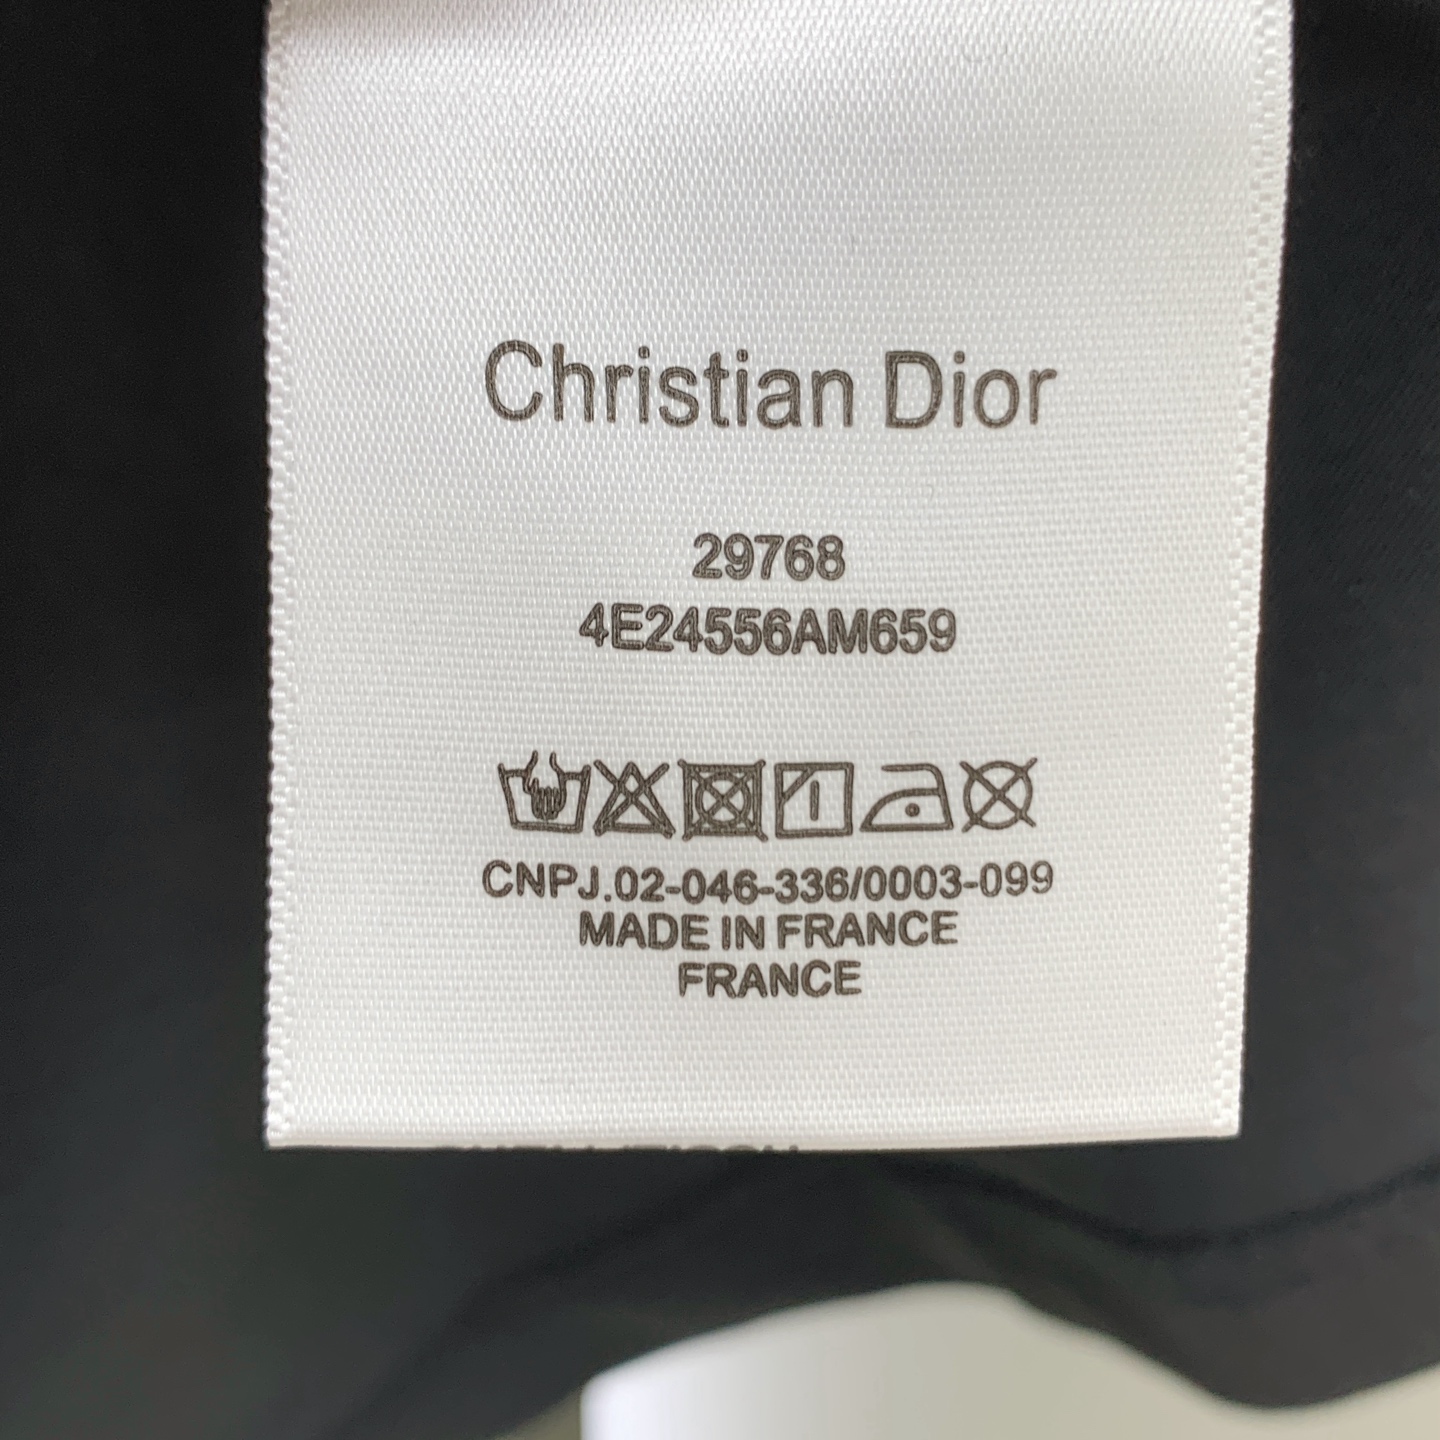 Christian Dior
29768
4E24556AM659
CNPJ.02-046-336/0003-099
MADE IN FRANCE
FRANCE